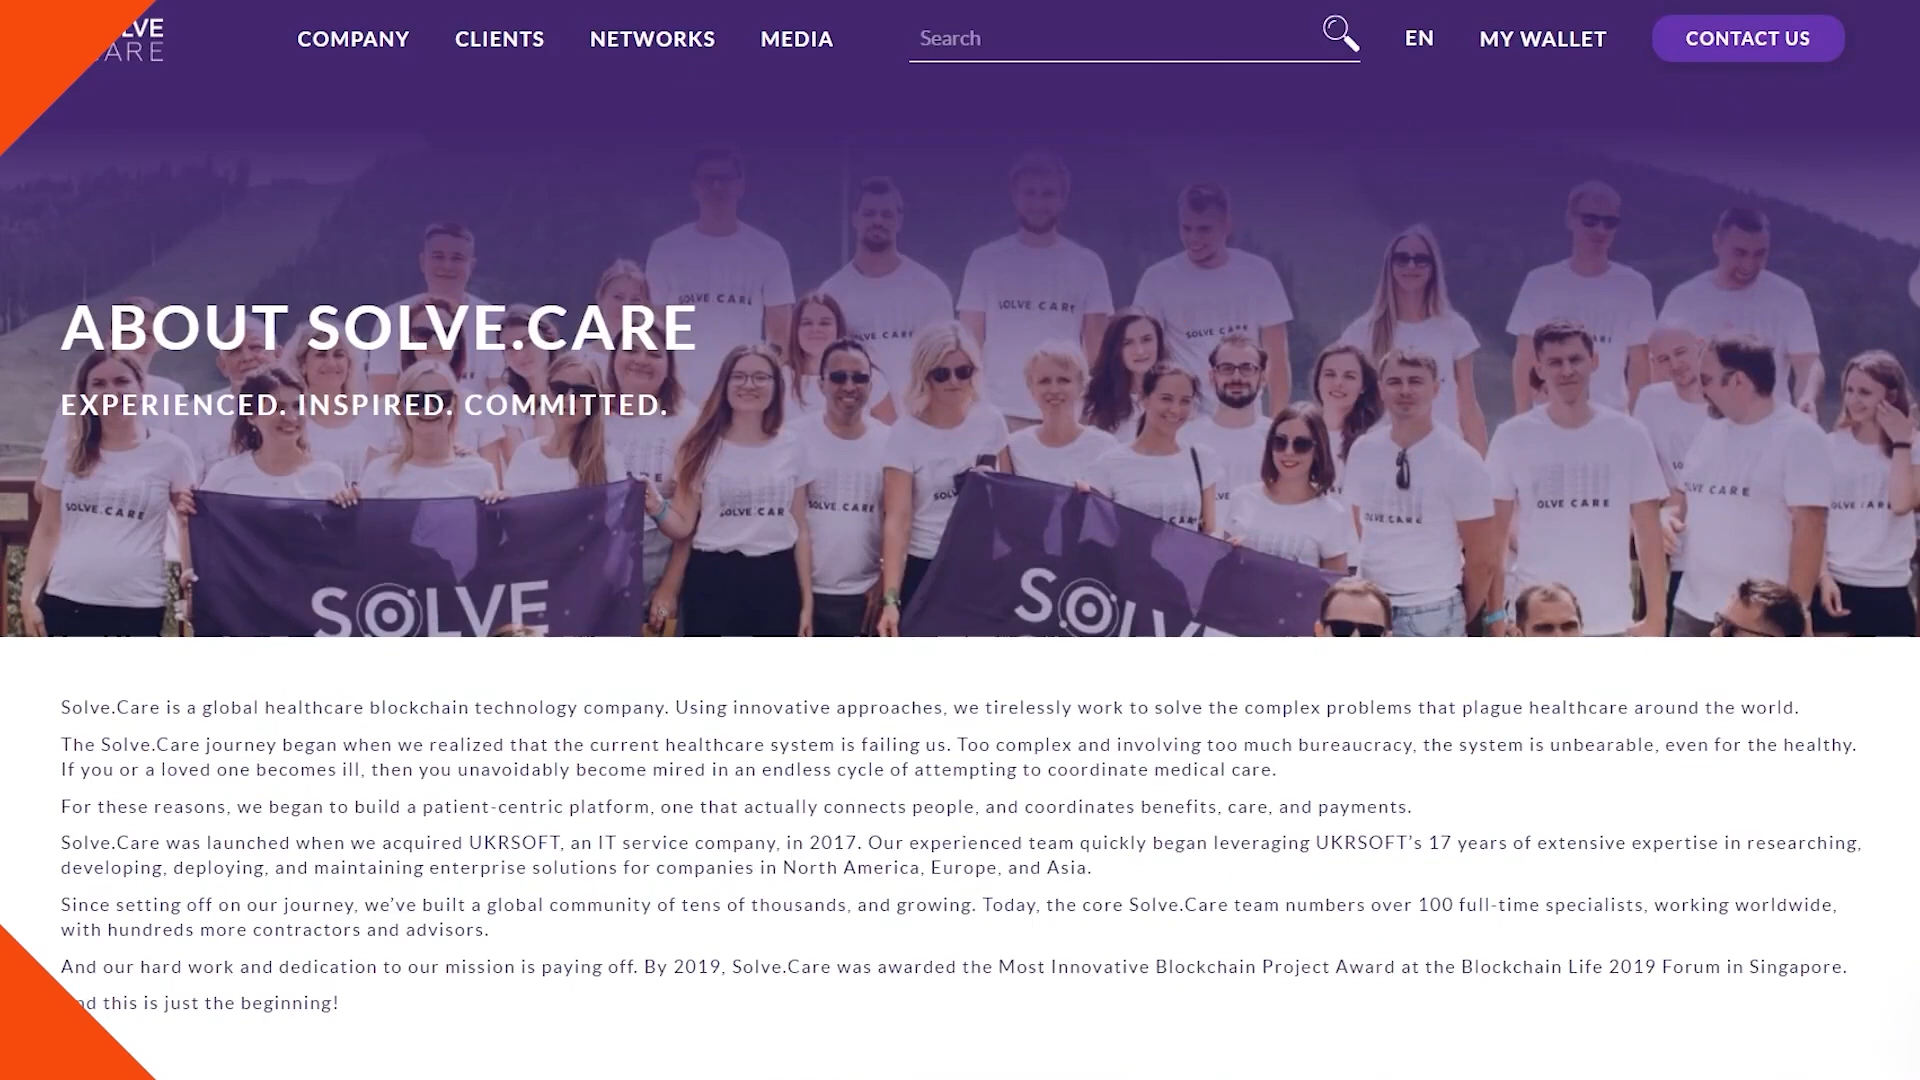 LVE
ARE
COMPANY
CLIENTS
NETWORKS
MEDIA
Search
EN
MY WALLET
CONTACT US
ABOUT SOLVE.CARE
EXPERIENCED. INSPIRED. COMMITTED.
SOLVE.CARE
SOLVE CARE
SOLVE
SOLVE
Solve.Care is a global healthcare blockchain technology company. Using innovative approaches, we tirelessly work to solve the complex problems that plague healthcare around the world.
The Solve.Care journey began when we realized that the current healthcare system is failing us. Too complex and involving too much bureaucracy, the system is unbearable, even for the healthy.
If you or a loved one becomes ill, then you unavoidably become mired in an endless cycle of attempting to coordinate medical care.
For these reasons, we began to build a patient-centric platform, one that actually connects people, and coordinates benefits, care, and payments.
Solve.Care was launched when we acquired UKRSOFT, an IT service company, in 2017. Our experienced team quickly began leveraging UKRSOFT’s 17 years of extensive expertise in researching,
developing, deploying, and maintaining enterprise solutions for companies in North America, Europe, and Asia.
Since setting off on our journey, we’ve built a global community of tens of thousands, and growing. Today, the core Solve.Care team numbers over 100 full-time specialists, working worldwide,
with hundreds more contractors and advisors.
And our hard work and dedication to our mission is paying off. By 2019, Solve.Care was awarded the Most Innovative Blockchain Project Award at the Blockchain Life 2019 Forum in Singapore.
nd this is just the beginning!